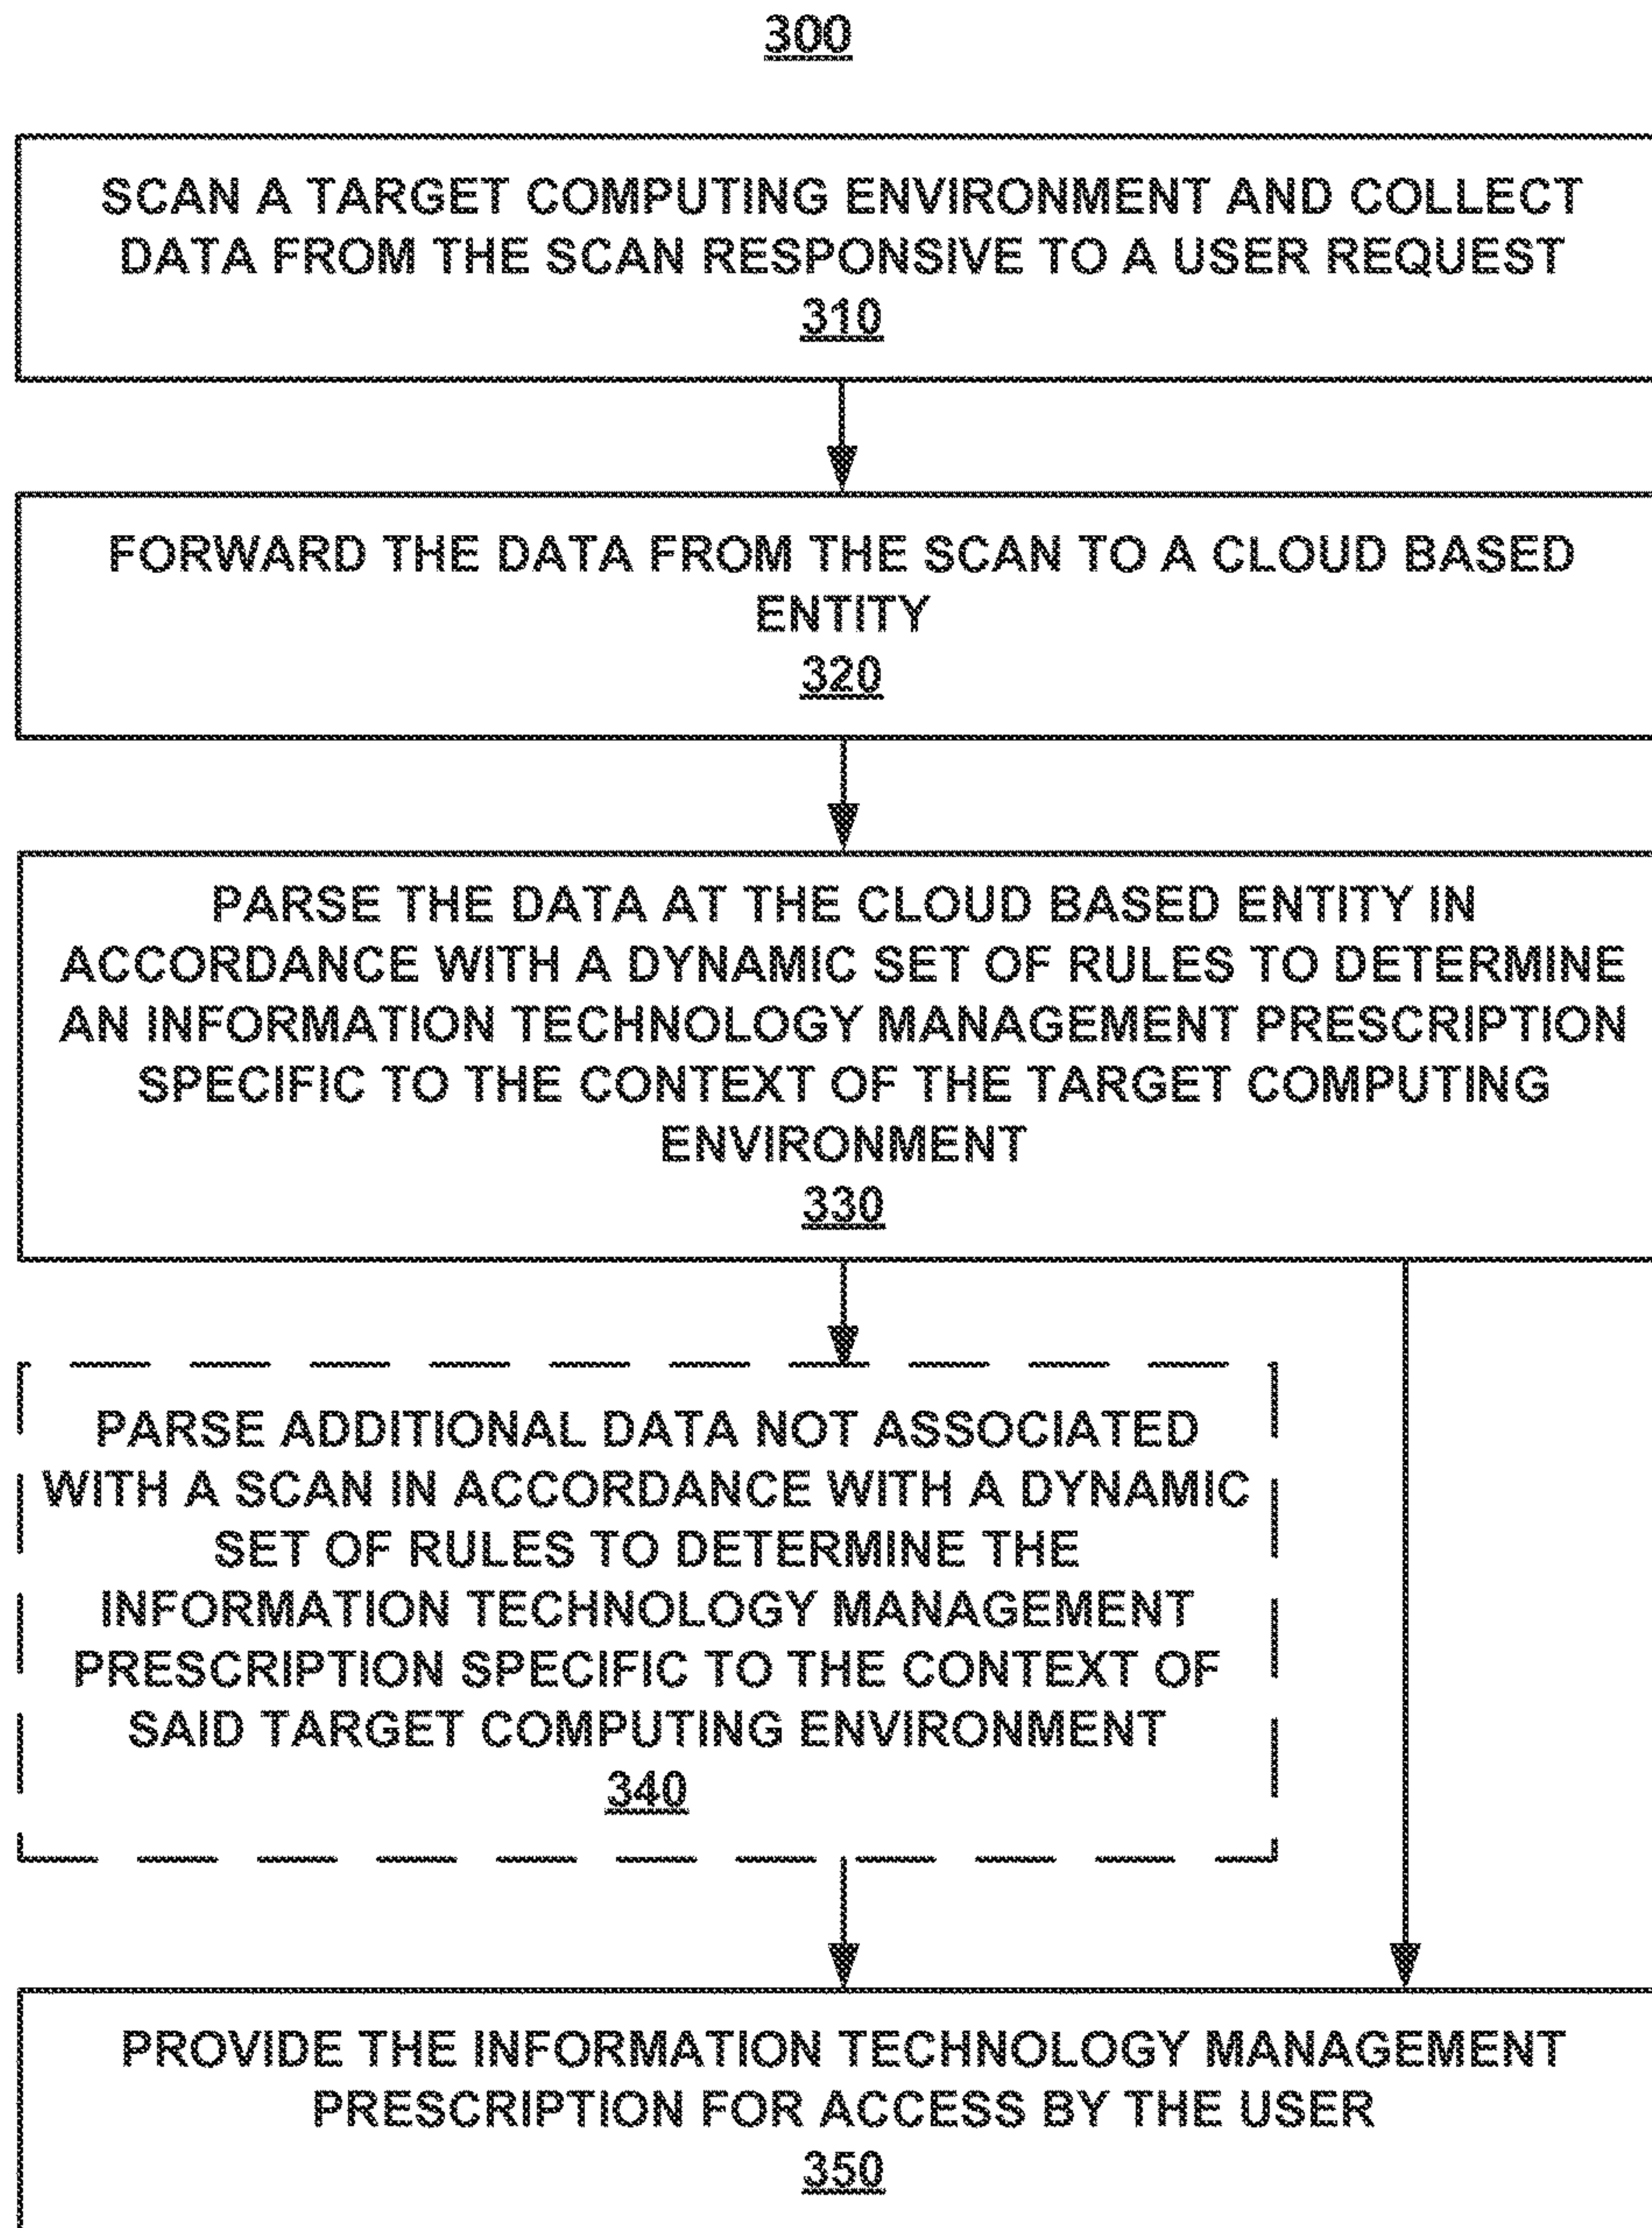 300
SCAN A TARGET COMPUTING ENVIRONMENT AND COLLECT
DATA FROM THE SCAN RESPONSIVE TO A USER REQUEST
310
FORWARD THE DATA FROM THE SCAN TO A CLOUD BASED
ENTITY
320
PARSE THE DATA AT THE CLOUD BASED ENTITY IN
ACCORDANCE WITH A DYNAMIC SET OF RULES TO DETERMINE
AN INFORMATION TECHNOLOGY MANAGEMENT PRESCRIPTION
SPECIFIC TO THE CONTEXT OF THE TARGET COMPUTING
ENVIRONMENT
330
PARSE ADDITIONAL DATA NOT ASSOCIATED
WITH A SCAN IN ACCORDANCE WITH A DYNAMIC
SET OF RULES TO DETERMINE THE
INFORMATION TECHNOLOGY MANAGEMENT
PRESCRIPTION SPECIFIC TO THE CONTEXT OF
SAID TARGET COMPUTING ENVIRONMENT
340
PROVIDE THE INFORMATION TECHNOLOGY MANAGEMENT
PRESCRIPTION FOR ACCESS BY THE USER
350